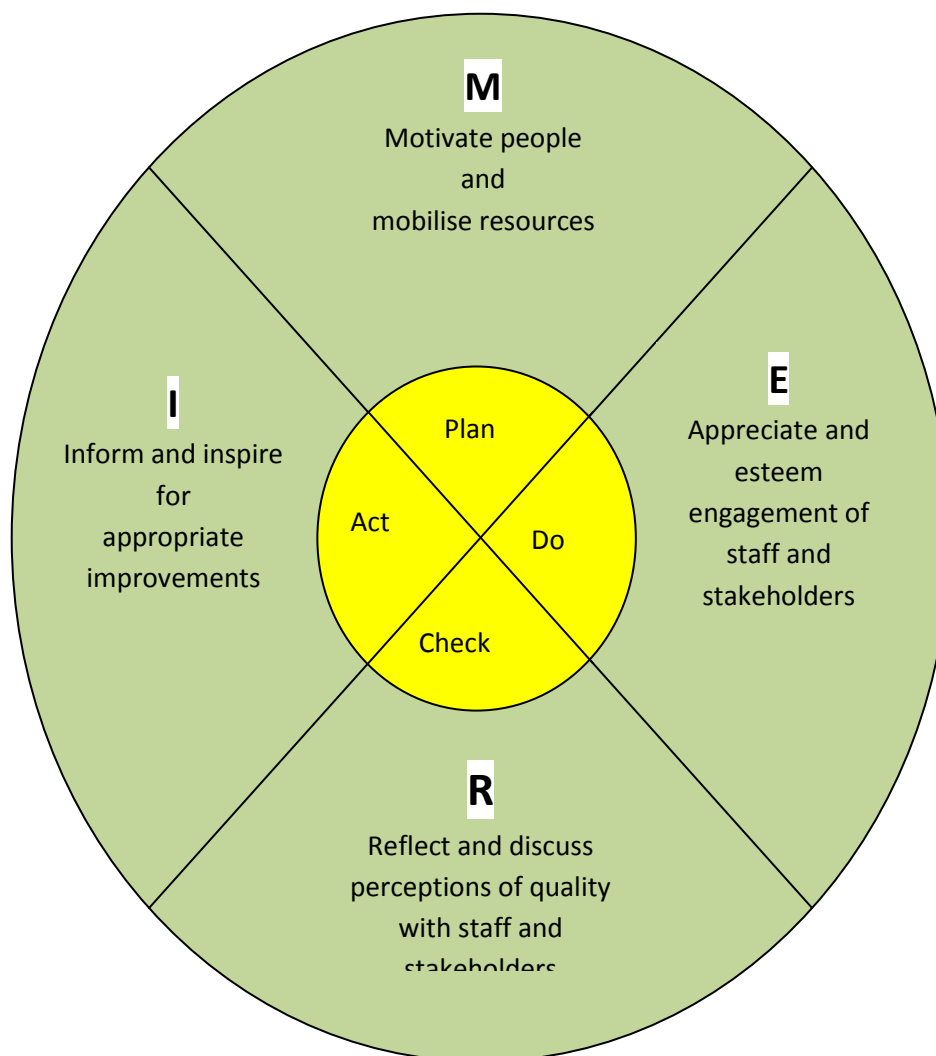 M
Motivate people
and
mobilise resources
E
Appreciate and
esteem
engagement of
staff and
stakeholders
I
Inform and inspire
for
appropriate
improvements
Plan
Act
Do
Check
R
Reflect and discuss
perceptions of quality
with staff and
stakeholders